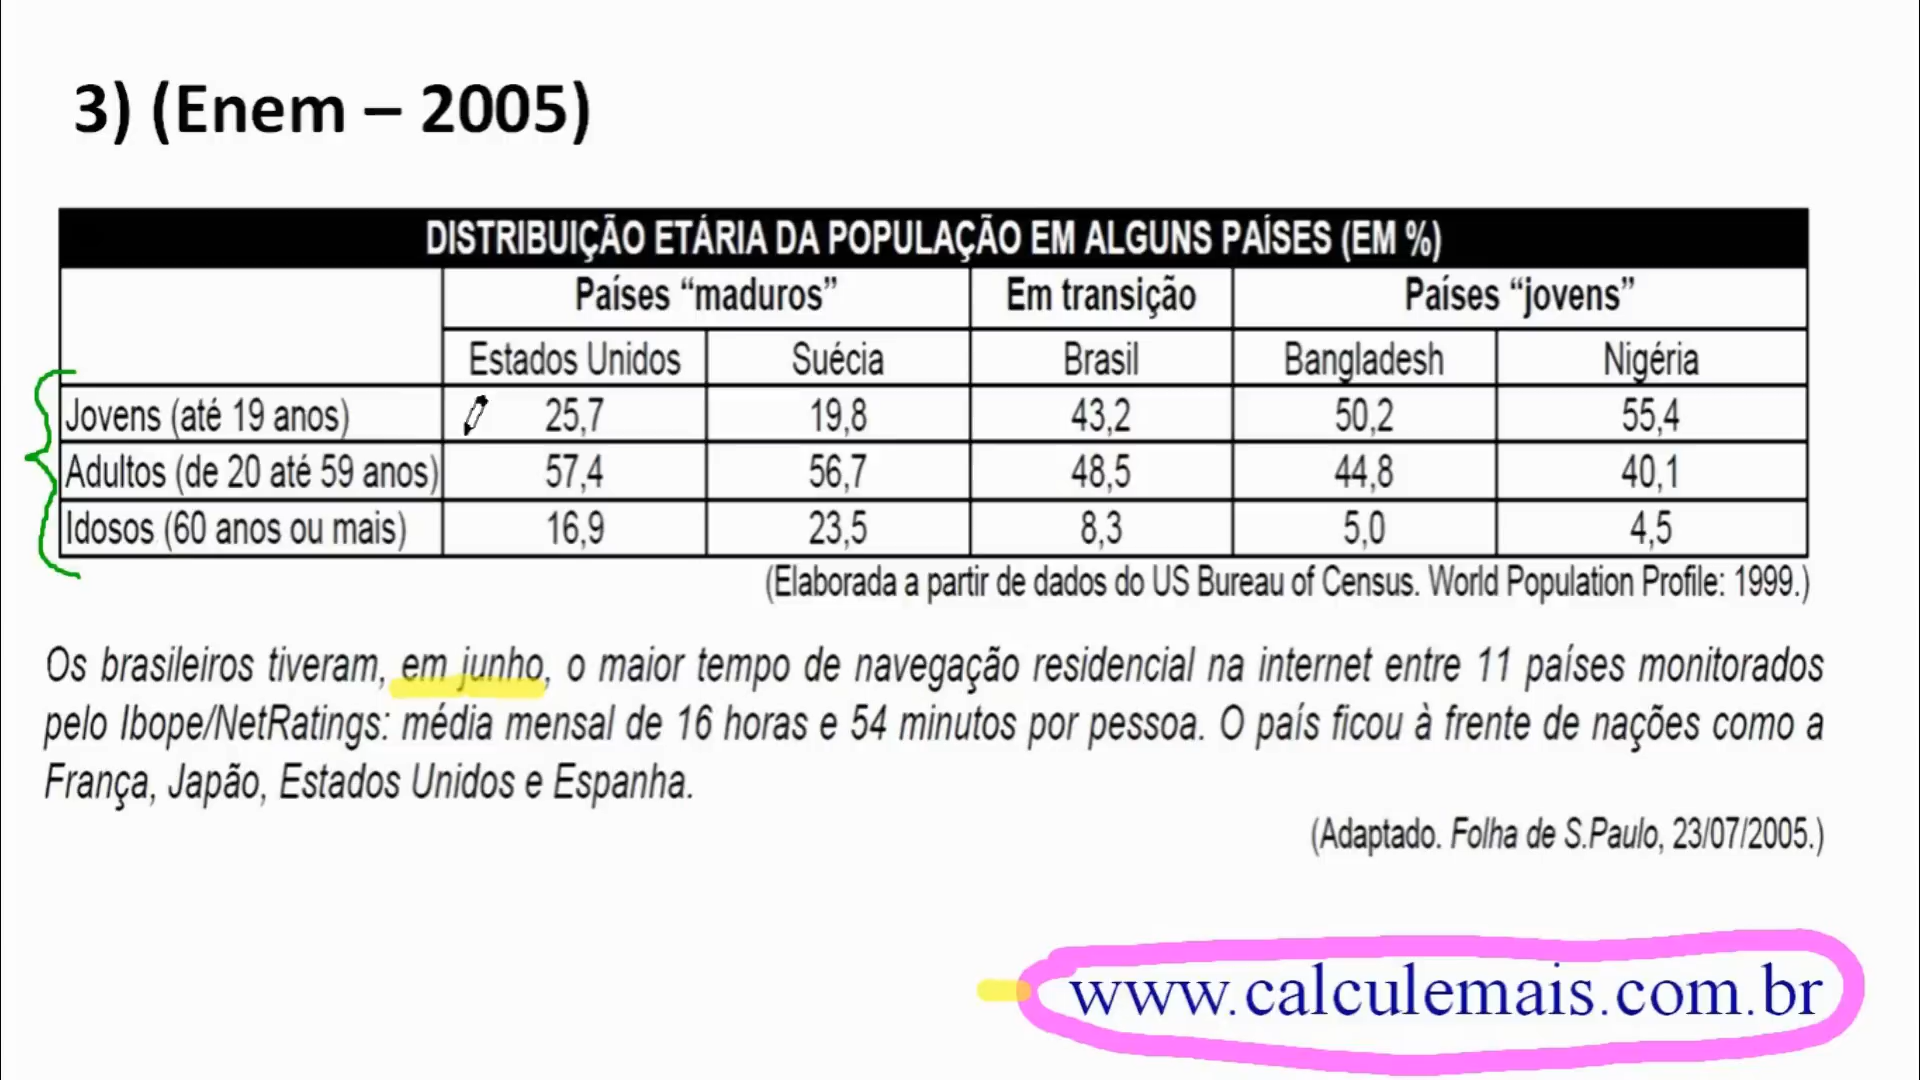 3) (Enem – 2005)
DISTRIBUIÇÃO ETÁRIA DA POPULAÇÃO EM ALGUNS PAÍSES (EM %)
Países “maduros” Em transição Países “jovens”
Estados Unidos Suécia Brasil Bangladesh Nigéria
Jovens (até 19 anos) 25,7 19,8 43,2 50,2 55,4
Adultos (de 20 até 59 anos) 57,4 56,7 48,5 44,8 40,1
Idosos (60 anos ou mais) 16,9 23,5 8,3 5,0 4,5
(Elaborada a partir de dados do US Bureau of Census. World Population Profile: 1999.)
Os brasileiros tiveram, em junho, o maior tempo de navegação residencial na internet entre 11 países monitorados
pelo Ibope/NetRatings: média mensal de 16 horas e 54 minutos por pessoa. O país ficou à frente de nações como a
França, Japão, Estados Unidos e Espanha.
(Adaptado. Folha de S.Paulo, 23/07/2005.)
www.calculemais.com.br